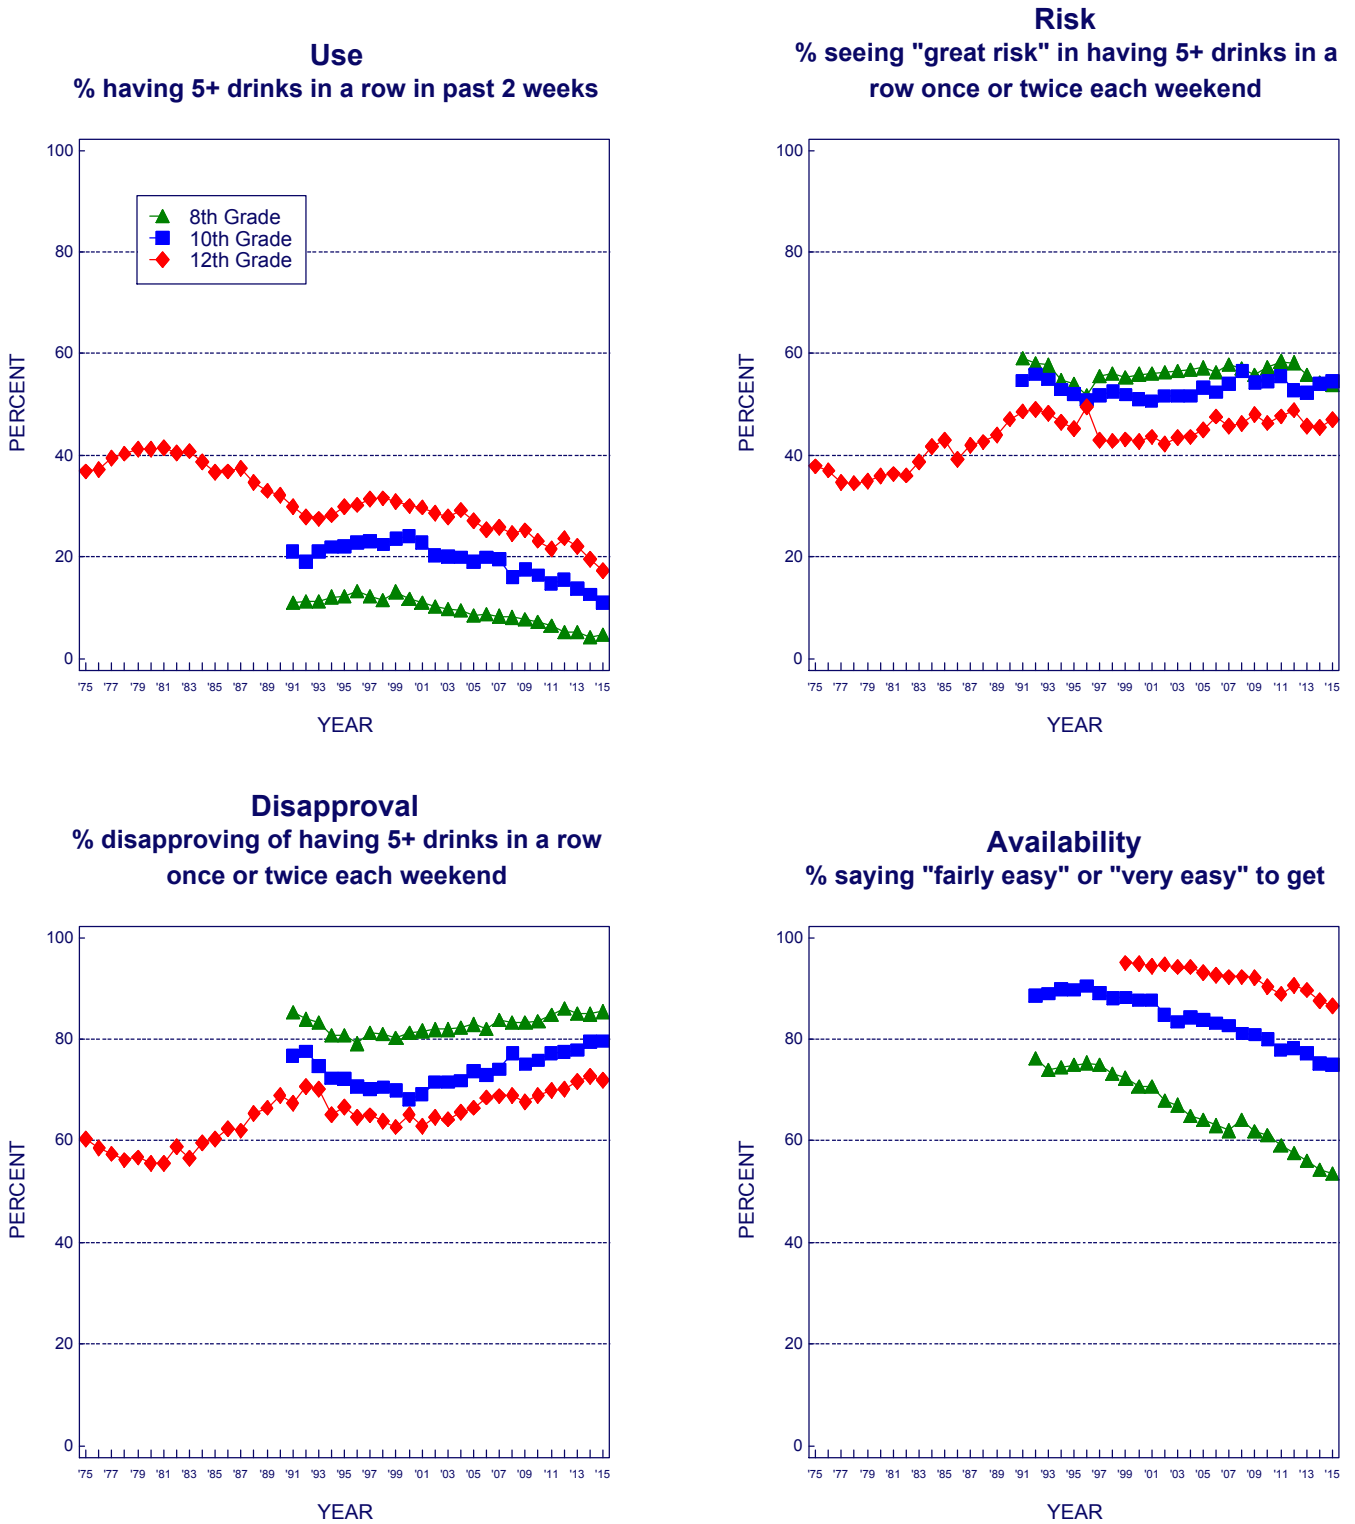 Use
% having 5+ drinks in a row in past 2 weeks
100
80
60
40
20
0
PERCENT
8th Grade
10th Grade
12th Grade
'75 '77 '79 '81 '83 '85 '87 '89 '91 '93 '95 '97 '99 '01 '03 '05 '07 '09 '11 '13 '15
YEAR
Risk
% seeing "great risk" in having 5+ drinks in a
row once or twice each weekend
100
80
60
40
20
0
PERCENT
'75 '77 '79 '81 '83 '85 '87 '89 '91 '93 '95 '97 '99 '01 '03 '05 '07 '09 '11 '13 '15
YEAR
Disapproval
% disapproving of having 5+ drinks in a row
once or twice each weekend
100
80
60
40
20
0
PERCENT
'75 '77 '79 '81 '83 '85 '87 '89 '91 '93 '95 '97 '99 '01 '03 '05 '07 '09 '11 '13 '15
YEAR
Availability
% saying "fairly easy" or "very easy" to get
100
80
60
40
20
0
PERCENT
'75 '77 '79 '81 '83 '85 '87 '89 '91 '93 '95 '97 '99 '01 '03 '05 '07 '09 '11 '13 '15
YEAR